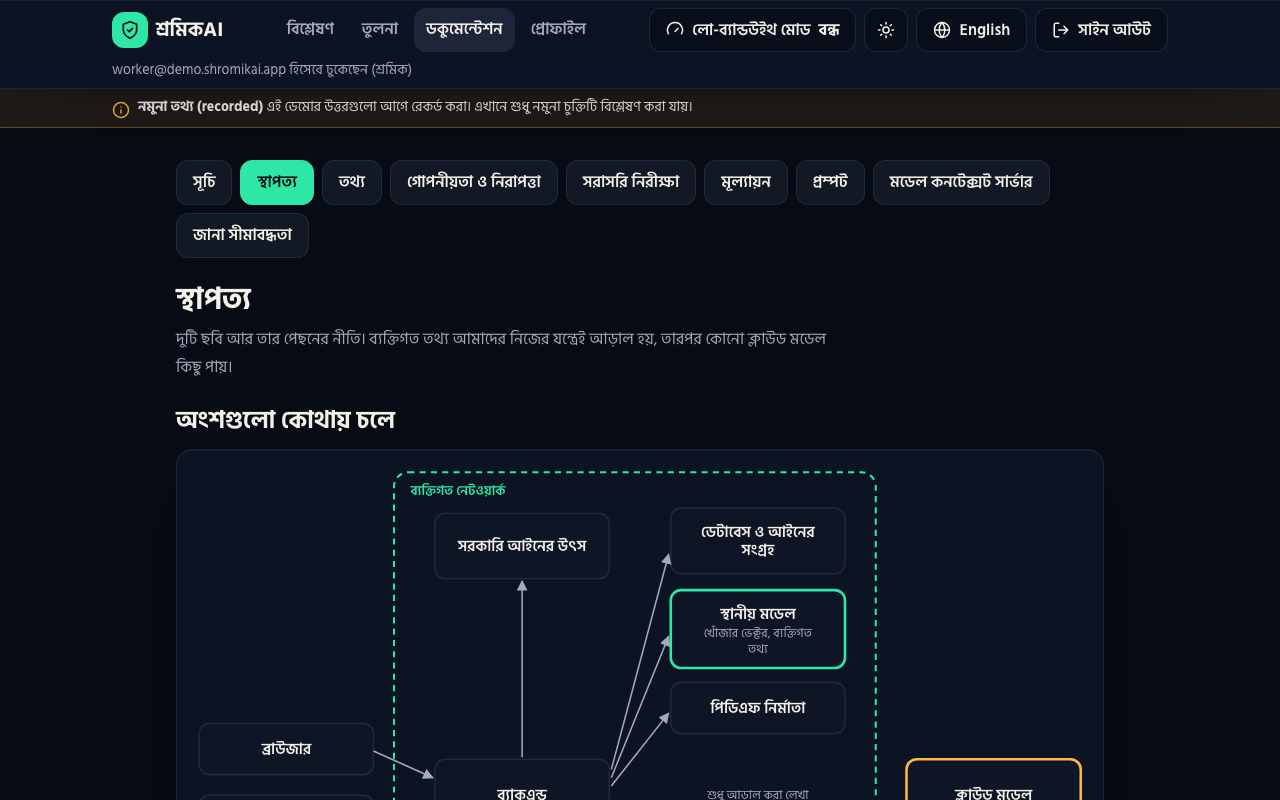 শ্রমিকAI
বিশ্লেষণ
তুলনা
ডকুমেন্টেশন
প্রোফাইল
লো-ব্যান্ডউইথ মোড বন্ধ
English
সাইন আউট
worker@demo.shromikai.app হিসেবে ঢুকেছেন (শ্রমিক)
নমুনা তথ্য (recorded) এই ডেমোর উত্তরগুলো আগে রেকর্ড করা। এখানে শুধু নমুনা চুক্তিটি বিশ্লেষণ করা যায়।
সূচি
স্থাপত্য
তথ্য
গোপনীয়তা ও নিরাপত্তা
সরাসরি নিরীক্ষা
মূল্যায়ন
প্রম্পট
মডেল কনটেক্সট সার্ভার
জানা সীমাবদ্ধতা
স্থাপত্য
দুটি ছবি আর তার পেছনের নীতি। ব্যক্তিগত তথ্য আমাদের নিজের যন্ত্রেই আড়াল হয়, তারপর কোনো ক্লাউড মডেল
কিছু পায়।
অংশগুলো কোথায় চলে
ব্যক্তিগত নেটওয়ার্ক
সরকারি আইনের উৎস
ডেটাবেস ও আইনের
সংগ্রহ
স্থানীয় মডেল
খোঁজার ভেক্টর, ব্যক্তিগত
তথ্য
পিডিএফ নির্মাতা
ব্রাউজার
ব্যাকএন্ড
শুধু আড়াল করা লেখা
ক্লাউড মডেল